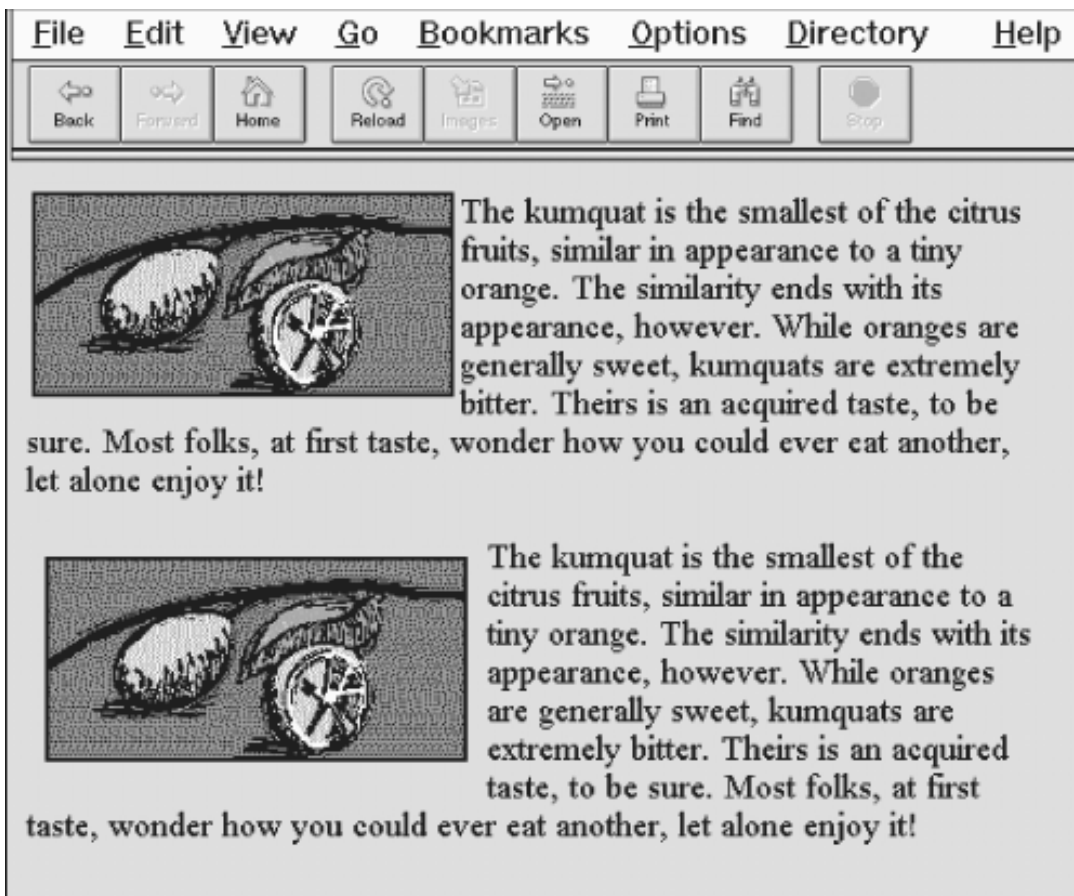 File Edit View Go Bookmarks Options Directory Help
Back Forward Home Reload Images Open Print Find Stop
The kumquat is the smallest of the citrus
fruits, similar in appearance to a tiny
orange. The similarity ends with its
appearance, however. While oranges are
generally sweet, kumquats are extremely
bitter. Theirs is an acquired taste, to be
sure. Most folks, at first taste, wonder how you could ever eat another,
let alone enjoy it!
The kumquat is the smallest of the
citrus fruits, similar in appearance to a
tiny orange. The similarity ends with its
appearance, however. While oranges
are generally sweet, kumquats are
extremely bitter. Theirs is an acquired
taste, to be sure. Most folks, at first
taste, wonder how you could ever eat another, let alone enjoy it!